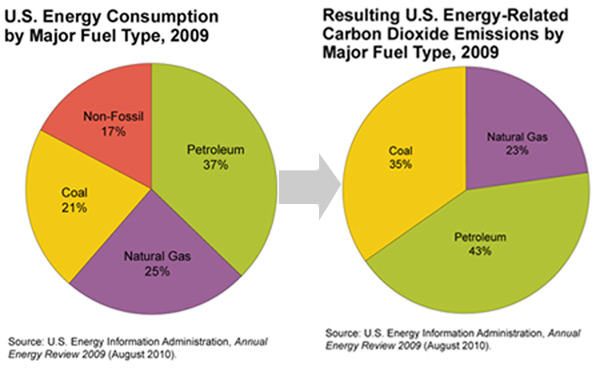 U.S. Energy Consumption
by Major Fuel Type, 2009
Non-Fossil
17%
Petroleum
37%
Coal
21%
Natural Gas
25%
Source: U.S. Energy Information Administration, Annual
Energy Review 2009 (August 2010).
Resulting U.S. Energy-Related
Carbon Dioxide Emissions by
Major Fuel Type, 2009
Coal
35%
Natural Gas
23%
Petroleum
43%
Source: U.S. Energy Information Administration, Annual
Energy Review 2009 (August 2010).